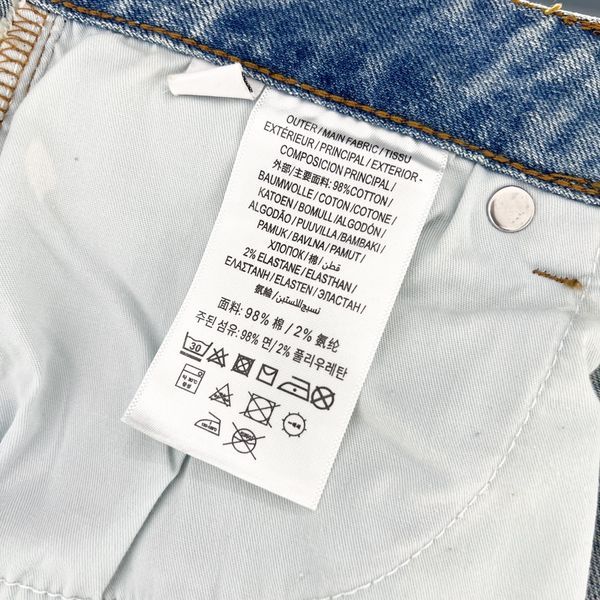 OUTER / MAIN FABRIC / TISSU
EXTÉRIEUR / PRINCIPAL / EXTERIOR-
COMPOSICION PRINCIPAL /
外部 / 主要面料: 98% COTTON /
BAUMWOLLE / COTON / COTONE /
KATOEN / BOMULL / ALGODÓN /
ALGODÃO / PUUVILLA / BAMBAKI /
PAMUK / BAVLNA / PAMUT /
ХЛОПОК / 棉 / قطن /
2% ELASTANE / ELASTHAN /
ΕΛΑΣΤΑΝΗ / ELASTEN / ЭЛАСТАН /
氨綸 / نسيج الاستين /
面料: 98% 棉 / 2% 氨纶
주된 섬유: 98% 면 / 2% 폴리우레탄
30